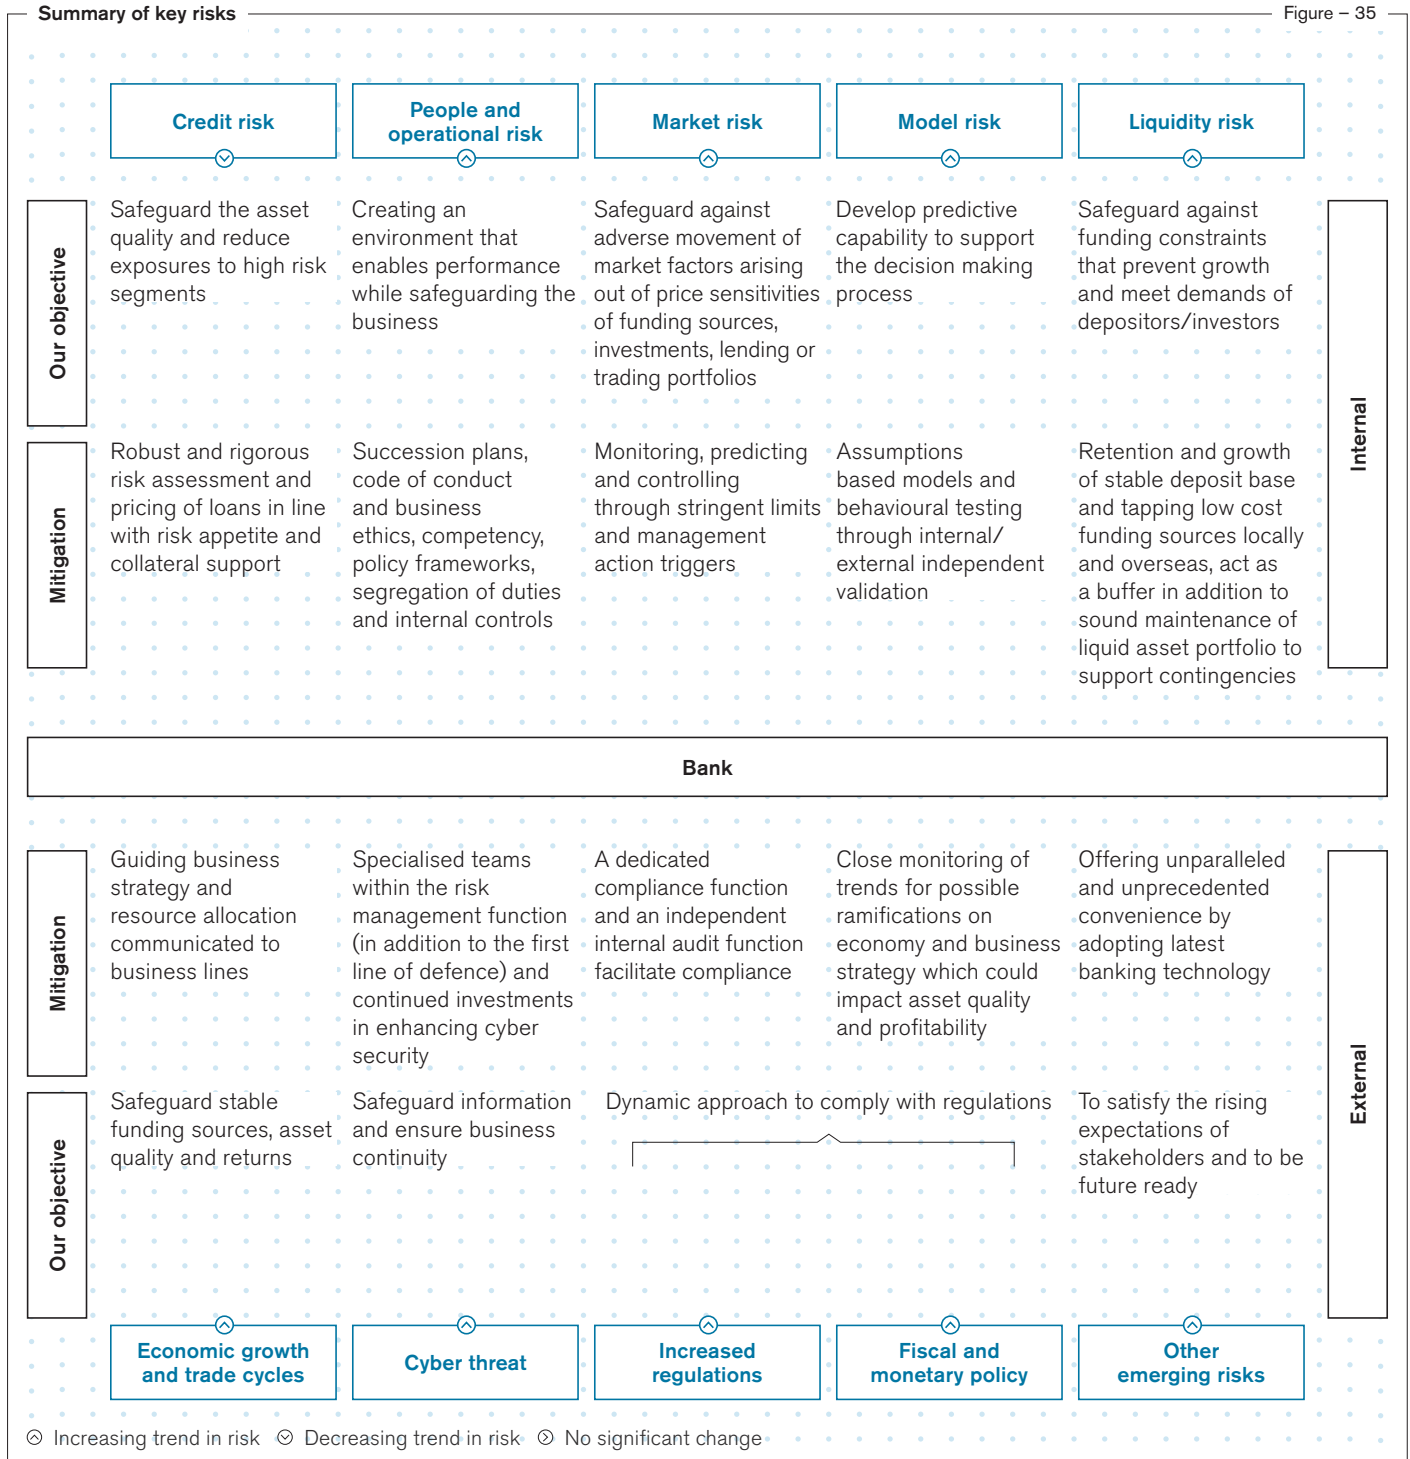 Summary of key risks
Figure – 35
Credit risk
People and
operational risk
Market risk
Model risk
Liquidity risk
Our objective
Safeguard the asset
quality and reduce
exposures to high risk
segments
Creating an
environment that
enables performance
while safeguarding the
business
Safeguard against
adverse movement of
market factors arising
out of price sensitivities
of funding sources,
investments, lending or
trading portfolios
Develop predictive
capability to support
the decision making
process
Safeguard against
funding constraints
that prevent growth
and meet demands of
depositors/investors
Internal
Mitigation
Robust and rigorous
risk assessment and
pricing of loans in line
with risk appetite and
collateral support
Succession plans,
code of conduct
and business
ethics, competency,
policy frameworks,
segregation of duties
and internal controls
Monitoring, predicting
and controlling
through stringent limits
and management
action triggers
Assumptions
based models and
behavioural testing
through internal/
external independent
validation
Retention and growth
of stable deposit base
and tapping low cost
funding sources locally
and overseas, act as
a buffer in addition to
sound maintenance of
liquid asset portfolio to
support contingencies
Bank
Mitigation
Guiding business
strategy and
resource allocation
communicated to
business lines
Specialised teams
within the risk
management function
(in addition to the first
line of defence) and
continued investments
in enhancing cyber
security
A dedicated
compliance function
and an independent
internal audit function
facilitate compliance
Close monitoring of
trends for possible
ramifications on
economy and business
strategy which could
impact asset quality
and profitability
Offering unparalleled
and unprecedented
convenience by
adopting latest
banking technology
External
Our objective
Safeguard stable
funding sources, asset
quality and returns
Safeguard information
and ensure business
continuity
Dynamic approach to comply with regulations
To satisfy the rising
expectations of
stakeholders and to be
future ready
Economic growth
and trade cycles
Cyber threat
Increased
regulations
Fiscal and
monetary policy
Other
emerging risks
Increasing trend in risk
Decreasing trend in risk
No significant change